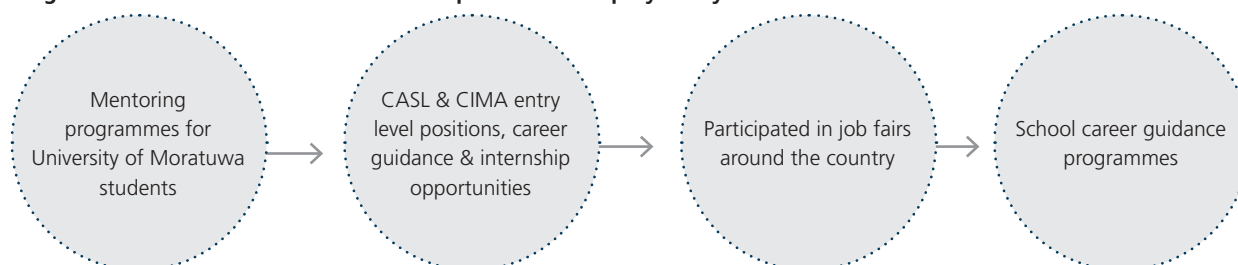 Mentoring
programmes for
University of Moratuwa
students
CASL & CIMA entry
level positions, career
guidance & internship
opportunities
Participated in job fairs
around the country
School career guidance
programmes